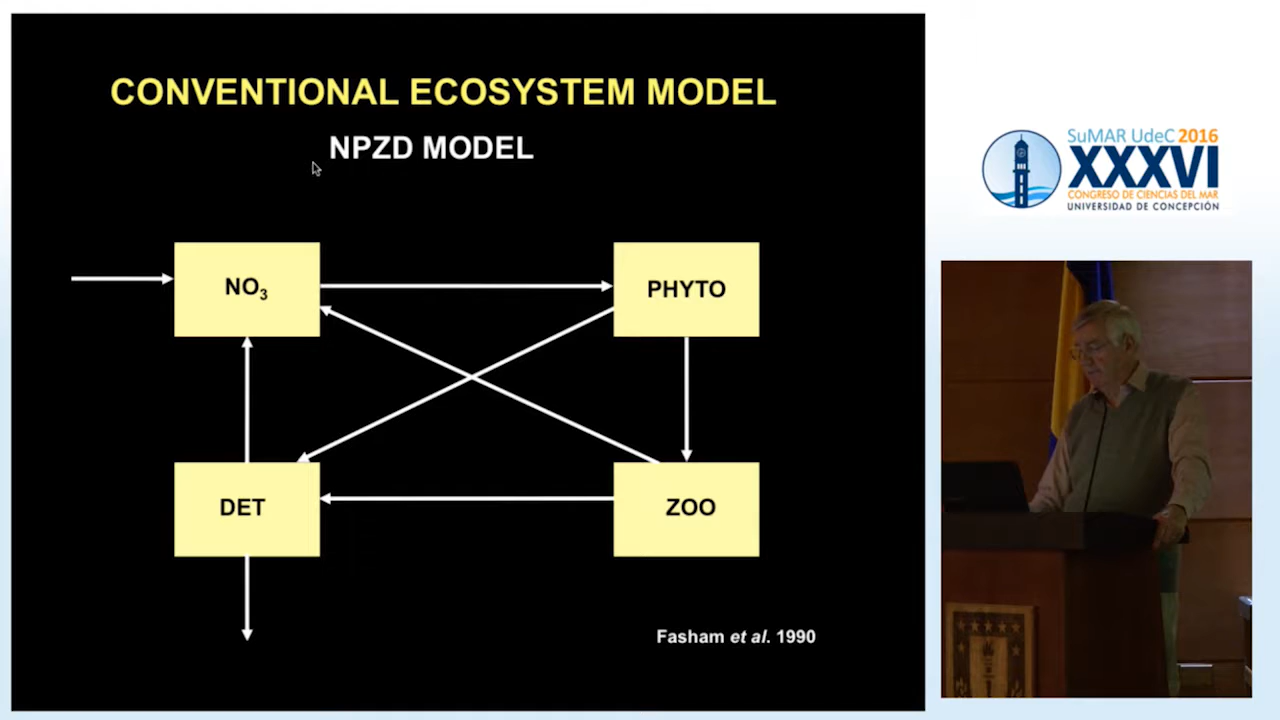 CONVENTIONAL ECOSYSTEM MODEL
NPZD MODEL
NO₃
PHYTO
DET
ZOO
Fasham et al. 1990
SuMAR UdeC 2016
XXXVI
CONGRESO DE CIENCIAS DEL MAR
UNIVERSIDAD DE CONCEPCIÓN